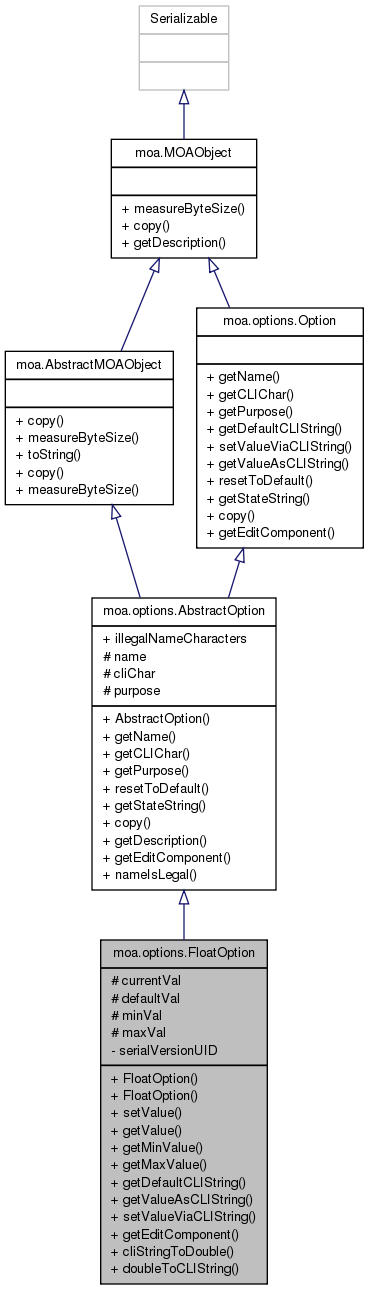 Serializable
moa.MOAObject
+ measureByteSize()
+ copy()
+ getDescription()
moa.options.Option
+ getName()
+ getCLIChar()
+ getPurpose()
+ getDefaultCLIString()
+ setValueViaCLIString()
+ getValueAsCLIString()
+ resetToDefault()
+ getStateString()
+ copy()
+ getEditComponent()
moa.AbstractMOAObject
+ copy()
+ measureByteSize()
+ toString()
+ copy()
+ measureByteSize()
moa.options.AbstractOption
+ illegalNameCharacters
# name
# cliChar
# purpose
+ AbstractOption()
+ getName()
+ getCLIChar()
+ getPurpose()
+ resetToDefault()
+ getStateString()
+ copy()
+ getDescription()
+ getEditComponent()
+ nameIsLegal()
moa.options.FloatOption
# currentVal
# defaultVal
# minVal
# maxVal
- serialVersionUID
+ FloatOption()
+ FloatOption()
+ setValue()
+ getValue()
+ getMinValue()
+ getMaxValue()
+ getDefaultCLIString()
+ getValueAsCLIString()
+ setValueViaCLIString()
+ getEditComponent()
+ cliStringToDouble()
+ doubleToCLIString()